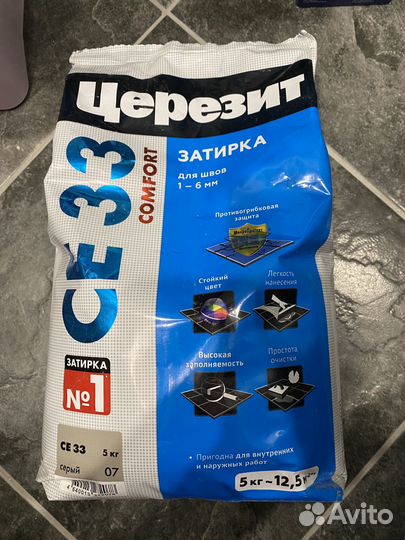 Церезит
CE 33
COMFORT
ЗАТИРКА
Для швов
1 – 6 мм
Противогрибковая
защита
Стойкий
цвет
Легкость
нанесения
Высокая
заполняемость
Простота
очистки
ЗАТИРКА
№1
CE 33
5 кг
серый
07
• Пригодна для внутренних
и наружных работ
5 кг ~ 12,5
Avito